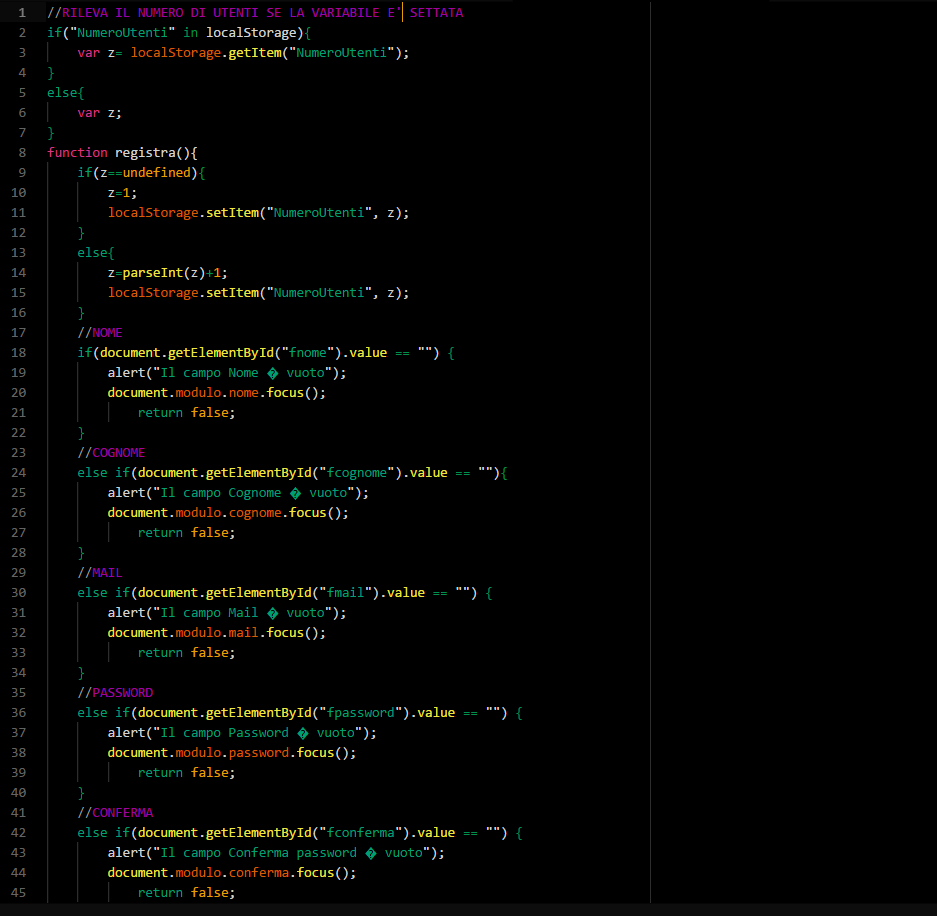 1 //RILEVA IL NUMERO DI UTENTI SE LA VARIABILE E' SETTATA
2 if("NumeroUtenti" in localStorage){
3 var z= localStorage.getItem("NumeroUtenti");
4 }
5 else{
6 var z;
7 }
8 function registra(){
9 if(z==undefined){
10 z=1;
11 localStorage.setItem("NumeroUtenti", z);
12 }
13 else{
14 z=parseInt(z)+1;
15 localStorage.setItem("NumeroUtenti", z);
16 }
17 //NOME
18 if(document.getElementById("fnome").value == "") {
19 alert("Il campo Nome � vuoto");
20 document.modulo.nome.focus();
21 return false;
22 }
23 //COGNOME
24 else if(document.getElementById("fcognome").value == ""){
25 alert("Il campo Cognome � vuoto");
26 document.modulo.cognome.focus();
27 return false;
28 }
29 //MAIL
30 else if(document.getElementById("fmail").value == "") {
31 alert("Il campo Mail � vuoto");
32 document.modulo.mail.focus();
33 return false;
34 }
35 //PASSWORD
36 else if(document.getElementById("fpassword").value == "") {
37 alert("Il campo Password � vuoto");
38 document.modulo.password.focus();
39 return false;
40 }
41 //CONFERMA
42 else if(document.getElementById("fconferma").value == "") {
43 alert("Il campo Conferma password � vuoto");
44 document.modulo.conferma.focus();
45 return false;